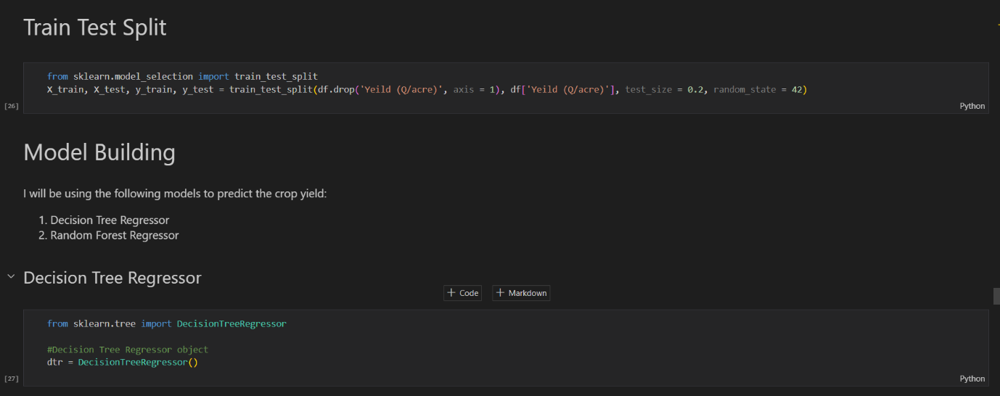 Train Test Split
from sklearn.model_selection import train_test_split
X_train, X_test, y_train, y_test = train_test_split(df.drop('Yeild (Q/acre)', axis = 1), df['Yeild (Q/acre)'], test_size = 0.2, random_state = 42)
[26]
Python
Model Building
I will be using the following models to predict the crop yield:
1. Decision Tree Regressor
2. Random Forest Regressor
Decision Tree Regressor
+ Code + Markdown
from sklearn.tree import DecisionTreeRegressor
#Decision Tree Regressor object
dtr = DecisionTreeRegressor()
[27]
Python